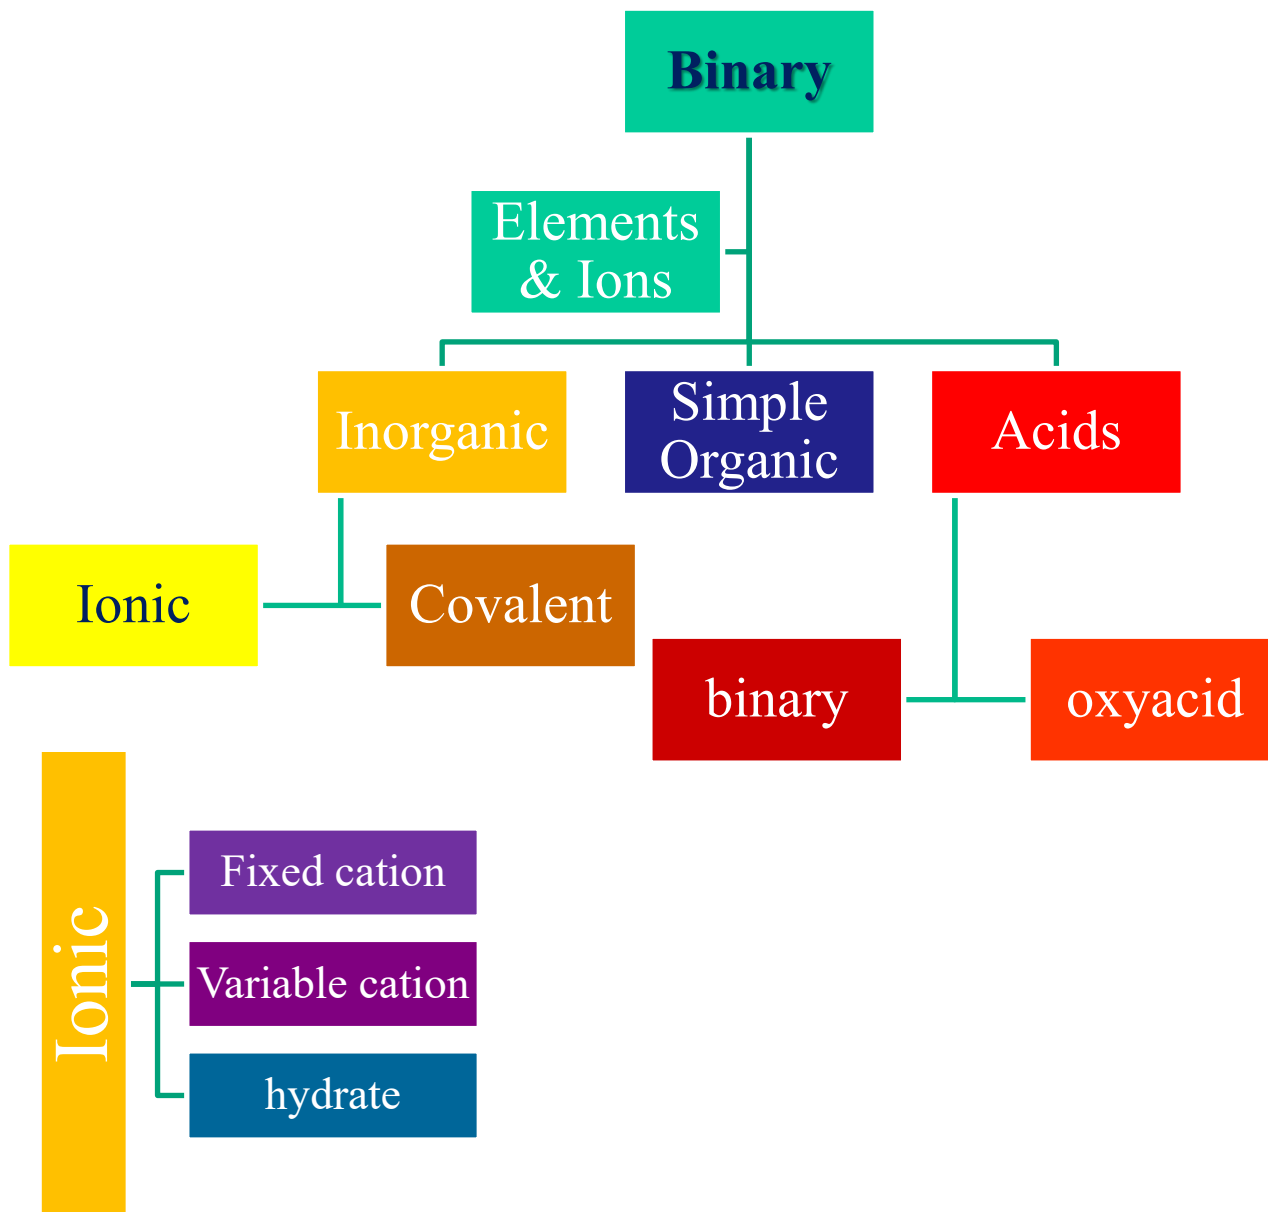 Binary
Elements
& Ions
Inorganic
Simple
Organic
Acids
Ionic
Covalent
binary
oxyacid
Ionic
Fixed cation
Variable cation
hydrate